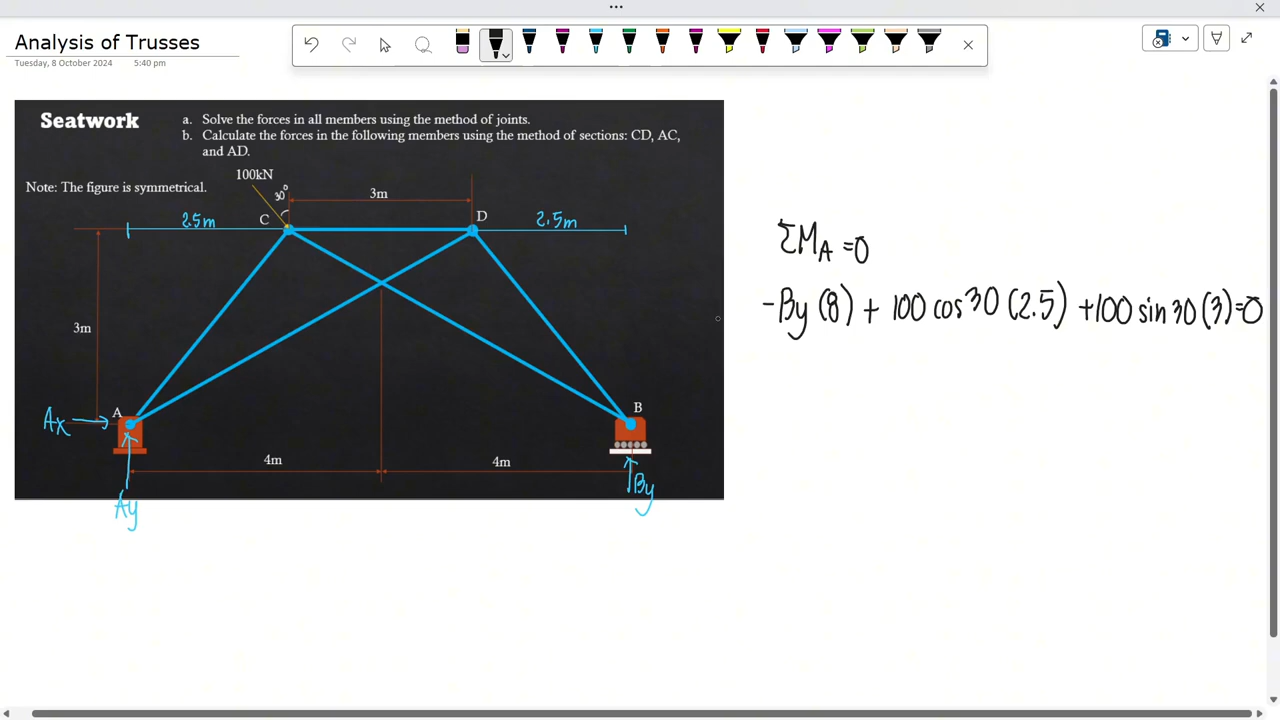 Analysis of Trusses
Tuesday, 8 October 2024 5:40 pm
Seatwork
a. Solve the forces in all members using the method of joints.
b. Calculate the forces in the following members using the method of sections: CD, AC,
and AD.
Note: The figure is symmetrical.
100kN
30°
3m
2.5m
C
D
2.5m
3m
A
B
Ax
4m
4m
Ay
By
ΣM_A = 0
-By (8) + 100 cos 30 (2.5) + 100 sin 30 (3) = 0